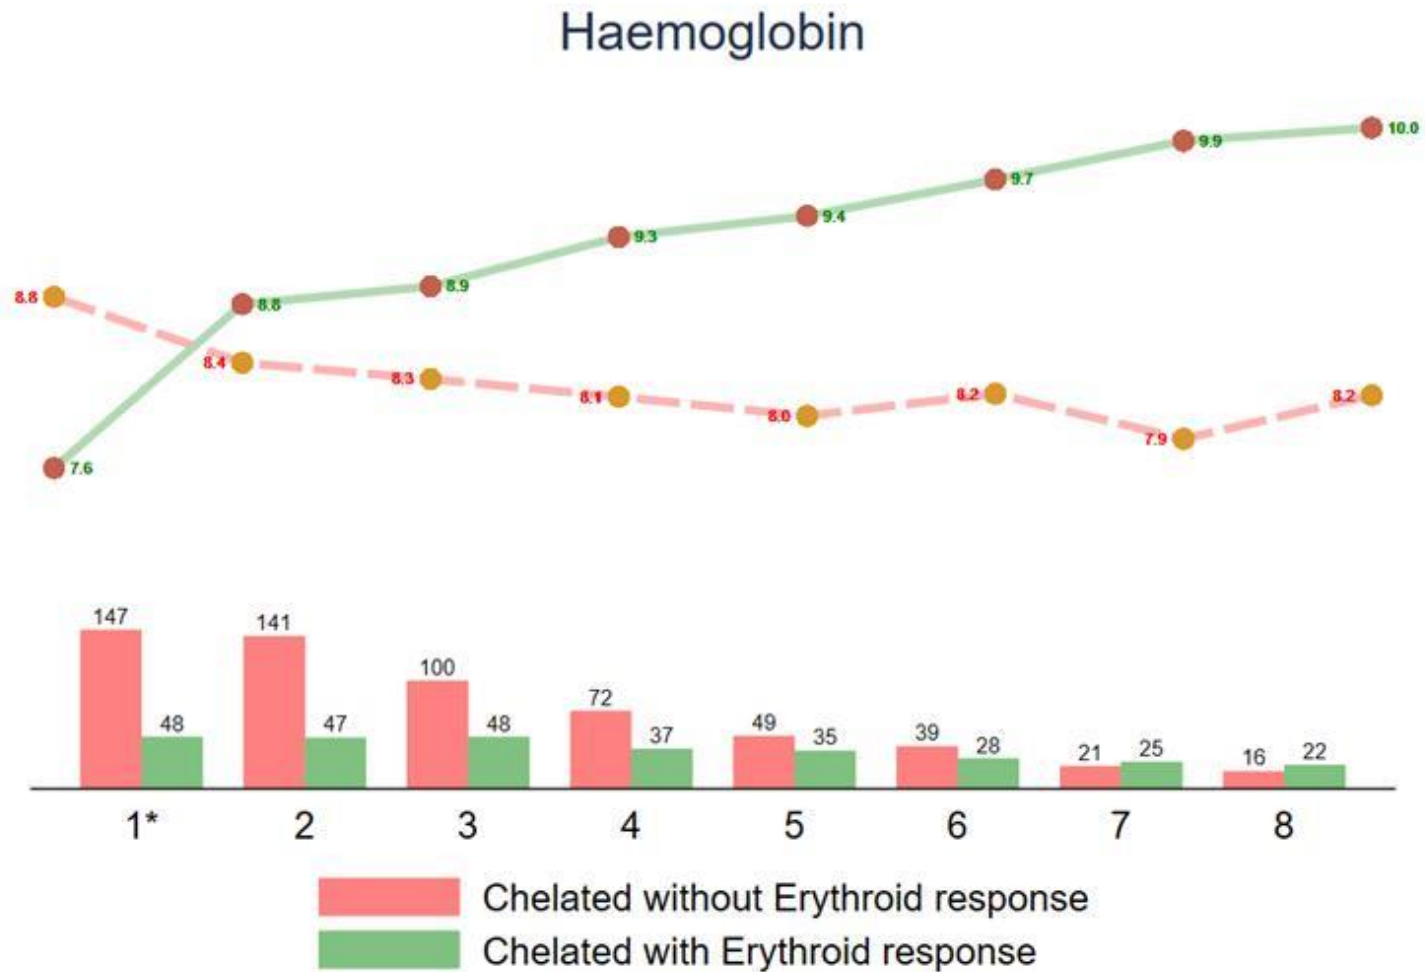 Haemoglobin
10.0
9.9
9.7
9.4
9.3
8.9
8.8 8.8
8.4 8.3 8.1 8.0 8.2 7.9 8.2
7.6
147 48 141 47 100 48 72 37 49 35 39 28 21 25 16 22
1* 2 3 4 5 6 7 8
Chelated without Erythroid response
Chelated with Erythroid response